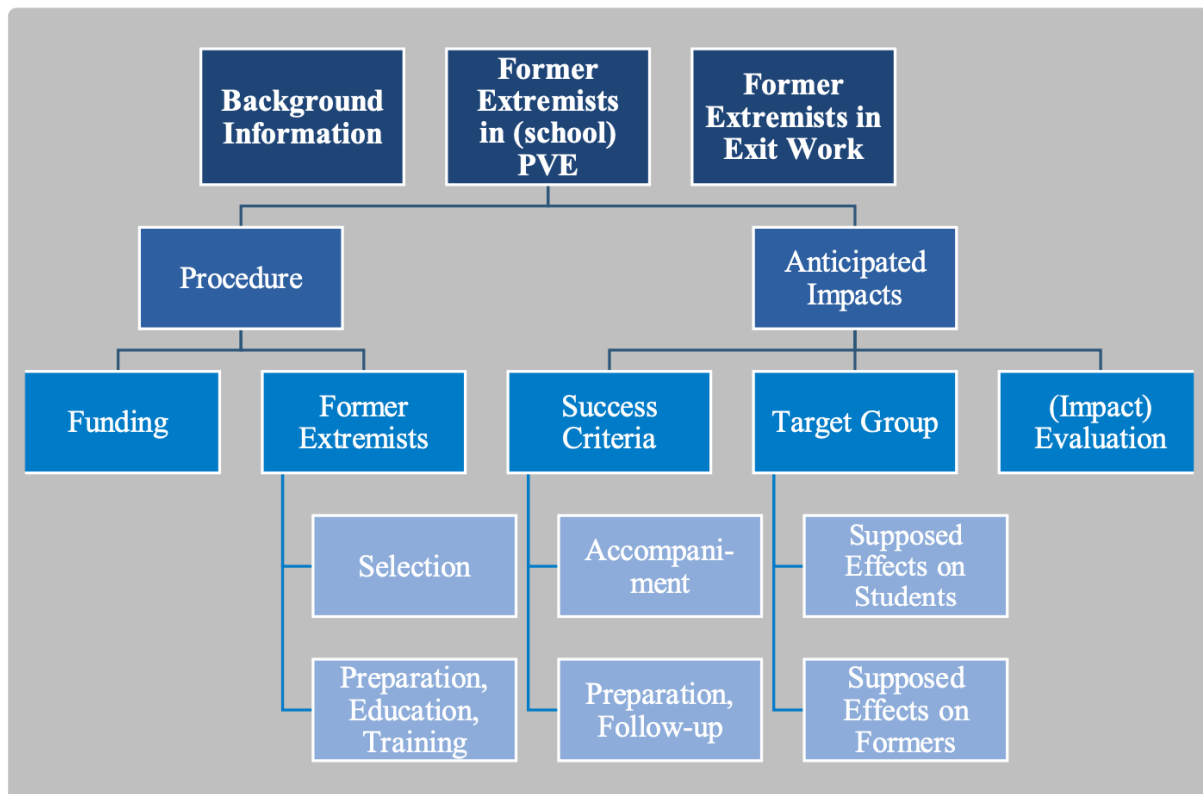 Background
Information
Former
Extremists
in (school)
PVE
Former
Extremists in
Exit Work
Procedure
Anticipated
Impacts
Funding
Former
Extremists
Success
Criteria
Target Group
(Impact)
Evaluation
Selection
Accompani-
ment
Supposed
Effects on
Students
Preparation,
Education,
Training
Preparation,
Follow-up
Supposed
Effects on
Formers